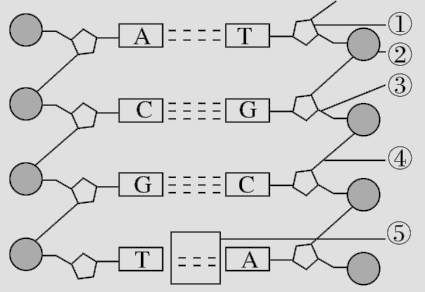 A T ①
②
C G ③
G C ④
T A ⑤